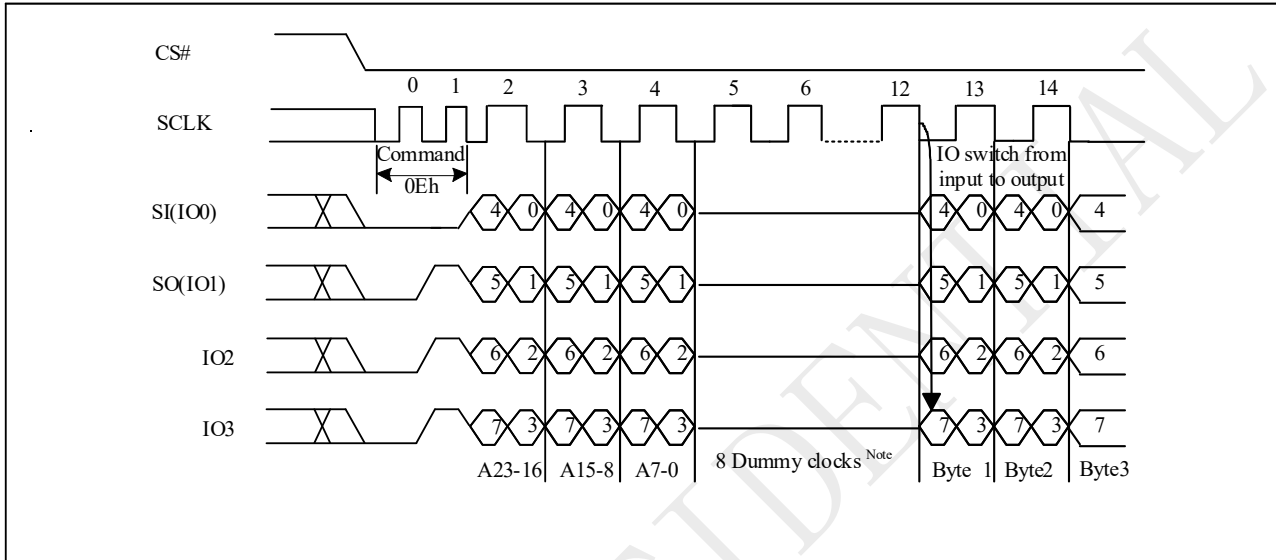 CS#
0 1 2 3 4 5 6 12 13 14
SCLK
Command
0Eh
IO switch from
input to output
SI(IO0) 4 0 4 0 4 0 4 0 4 0 4
SO(IO1) 5 1 5 1 5 1 5 1 5 1 5
IO2 6 2 6 2 6 2 6 2 6 2 6
IO3 7 3 7 3 7 3 7 3 7 3 7
A23-16 A15-8 A7-0 8 Dummy clocks Note Byte 1 Byte2 Byte3